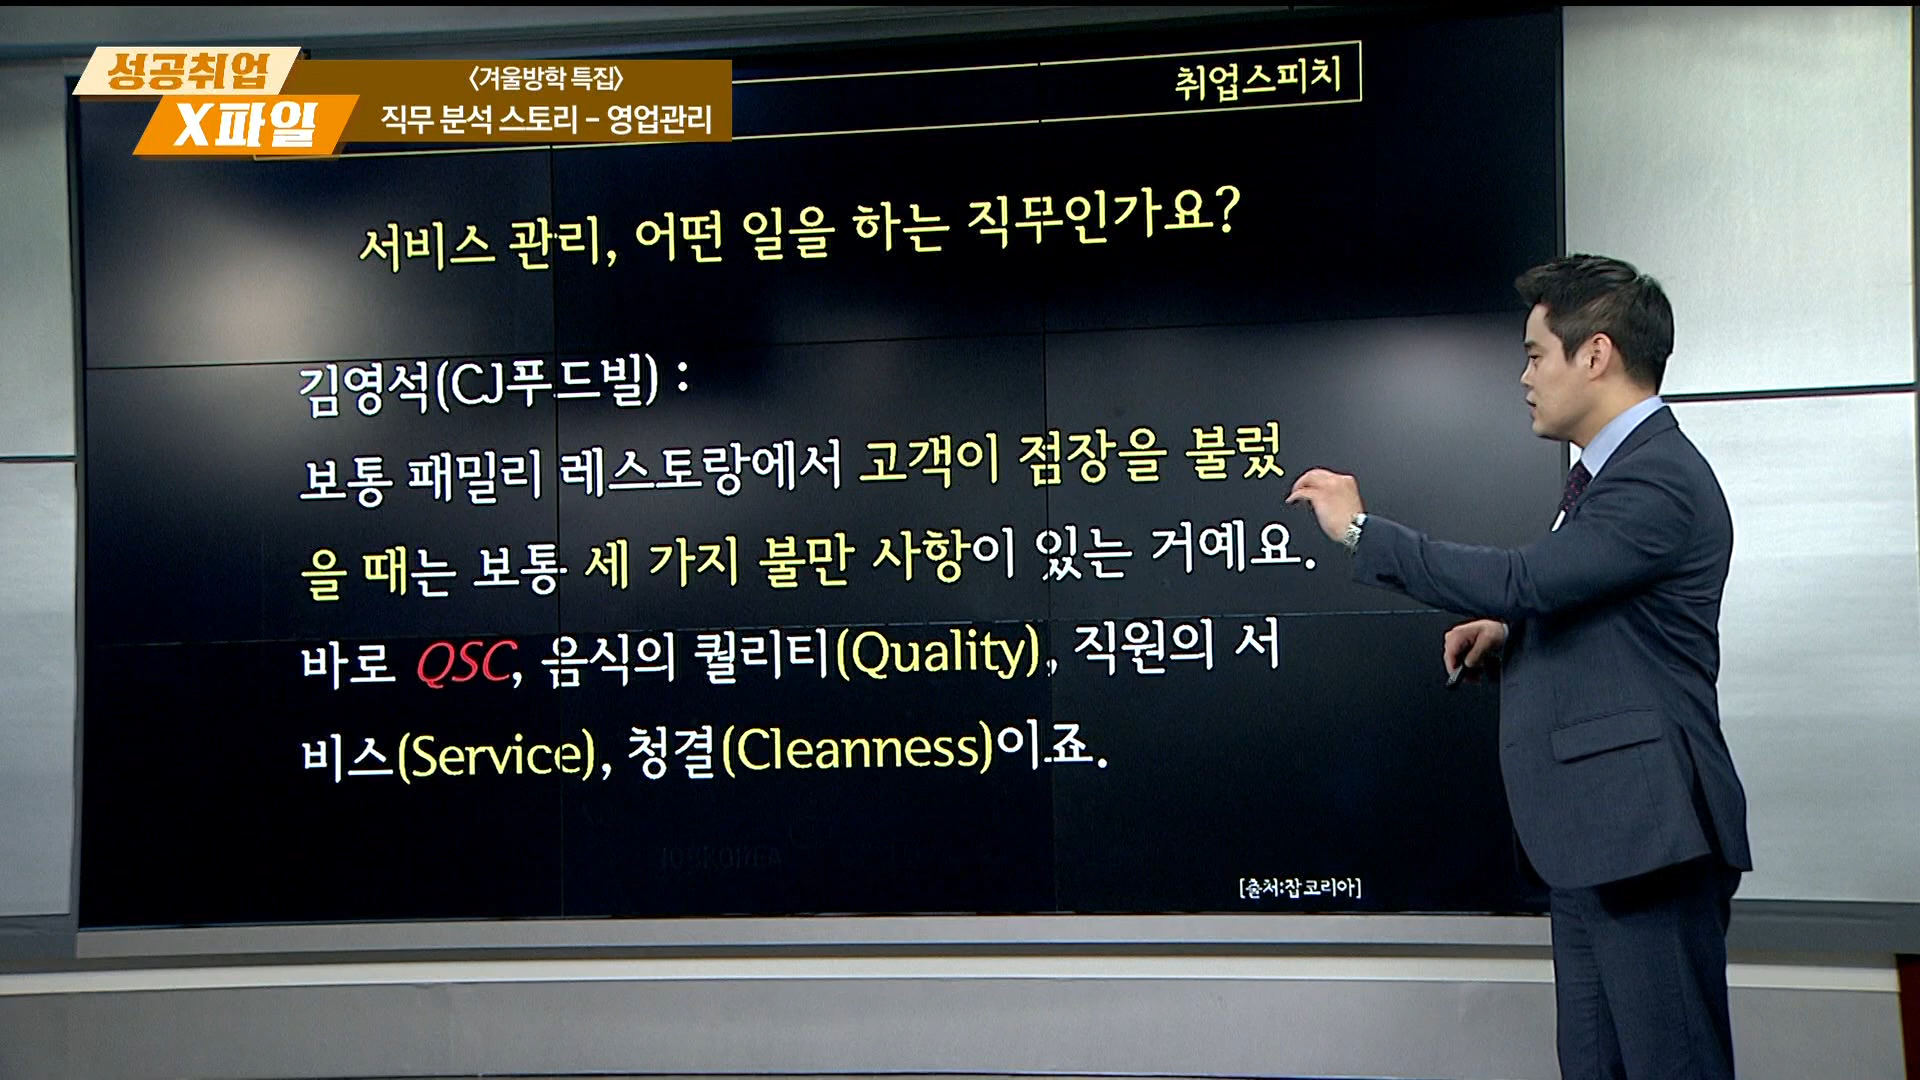 성공취업
X파일
<겨울방학 특집>
직무 분석 스토리 - 영업관리
취업스피치
서비스 관리, 어떤 일을 하는 직무인가요?
김영석(CJ푸드빌) :
보통 패밀리 레스토랑에서 고객이 점장을 불렀
을 때는 보통 세 가지 불만 사항이 있는 거예요.
바로 QSC, 음식의 퀄리티(Quality), 직원의 서
비스(Service), 청결(Cleanness)이죠.
JOBKOREA
[출처:잡코리아]